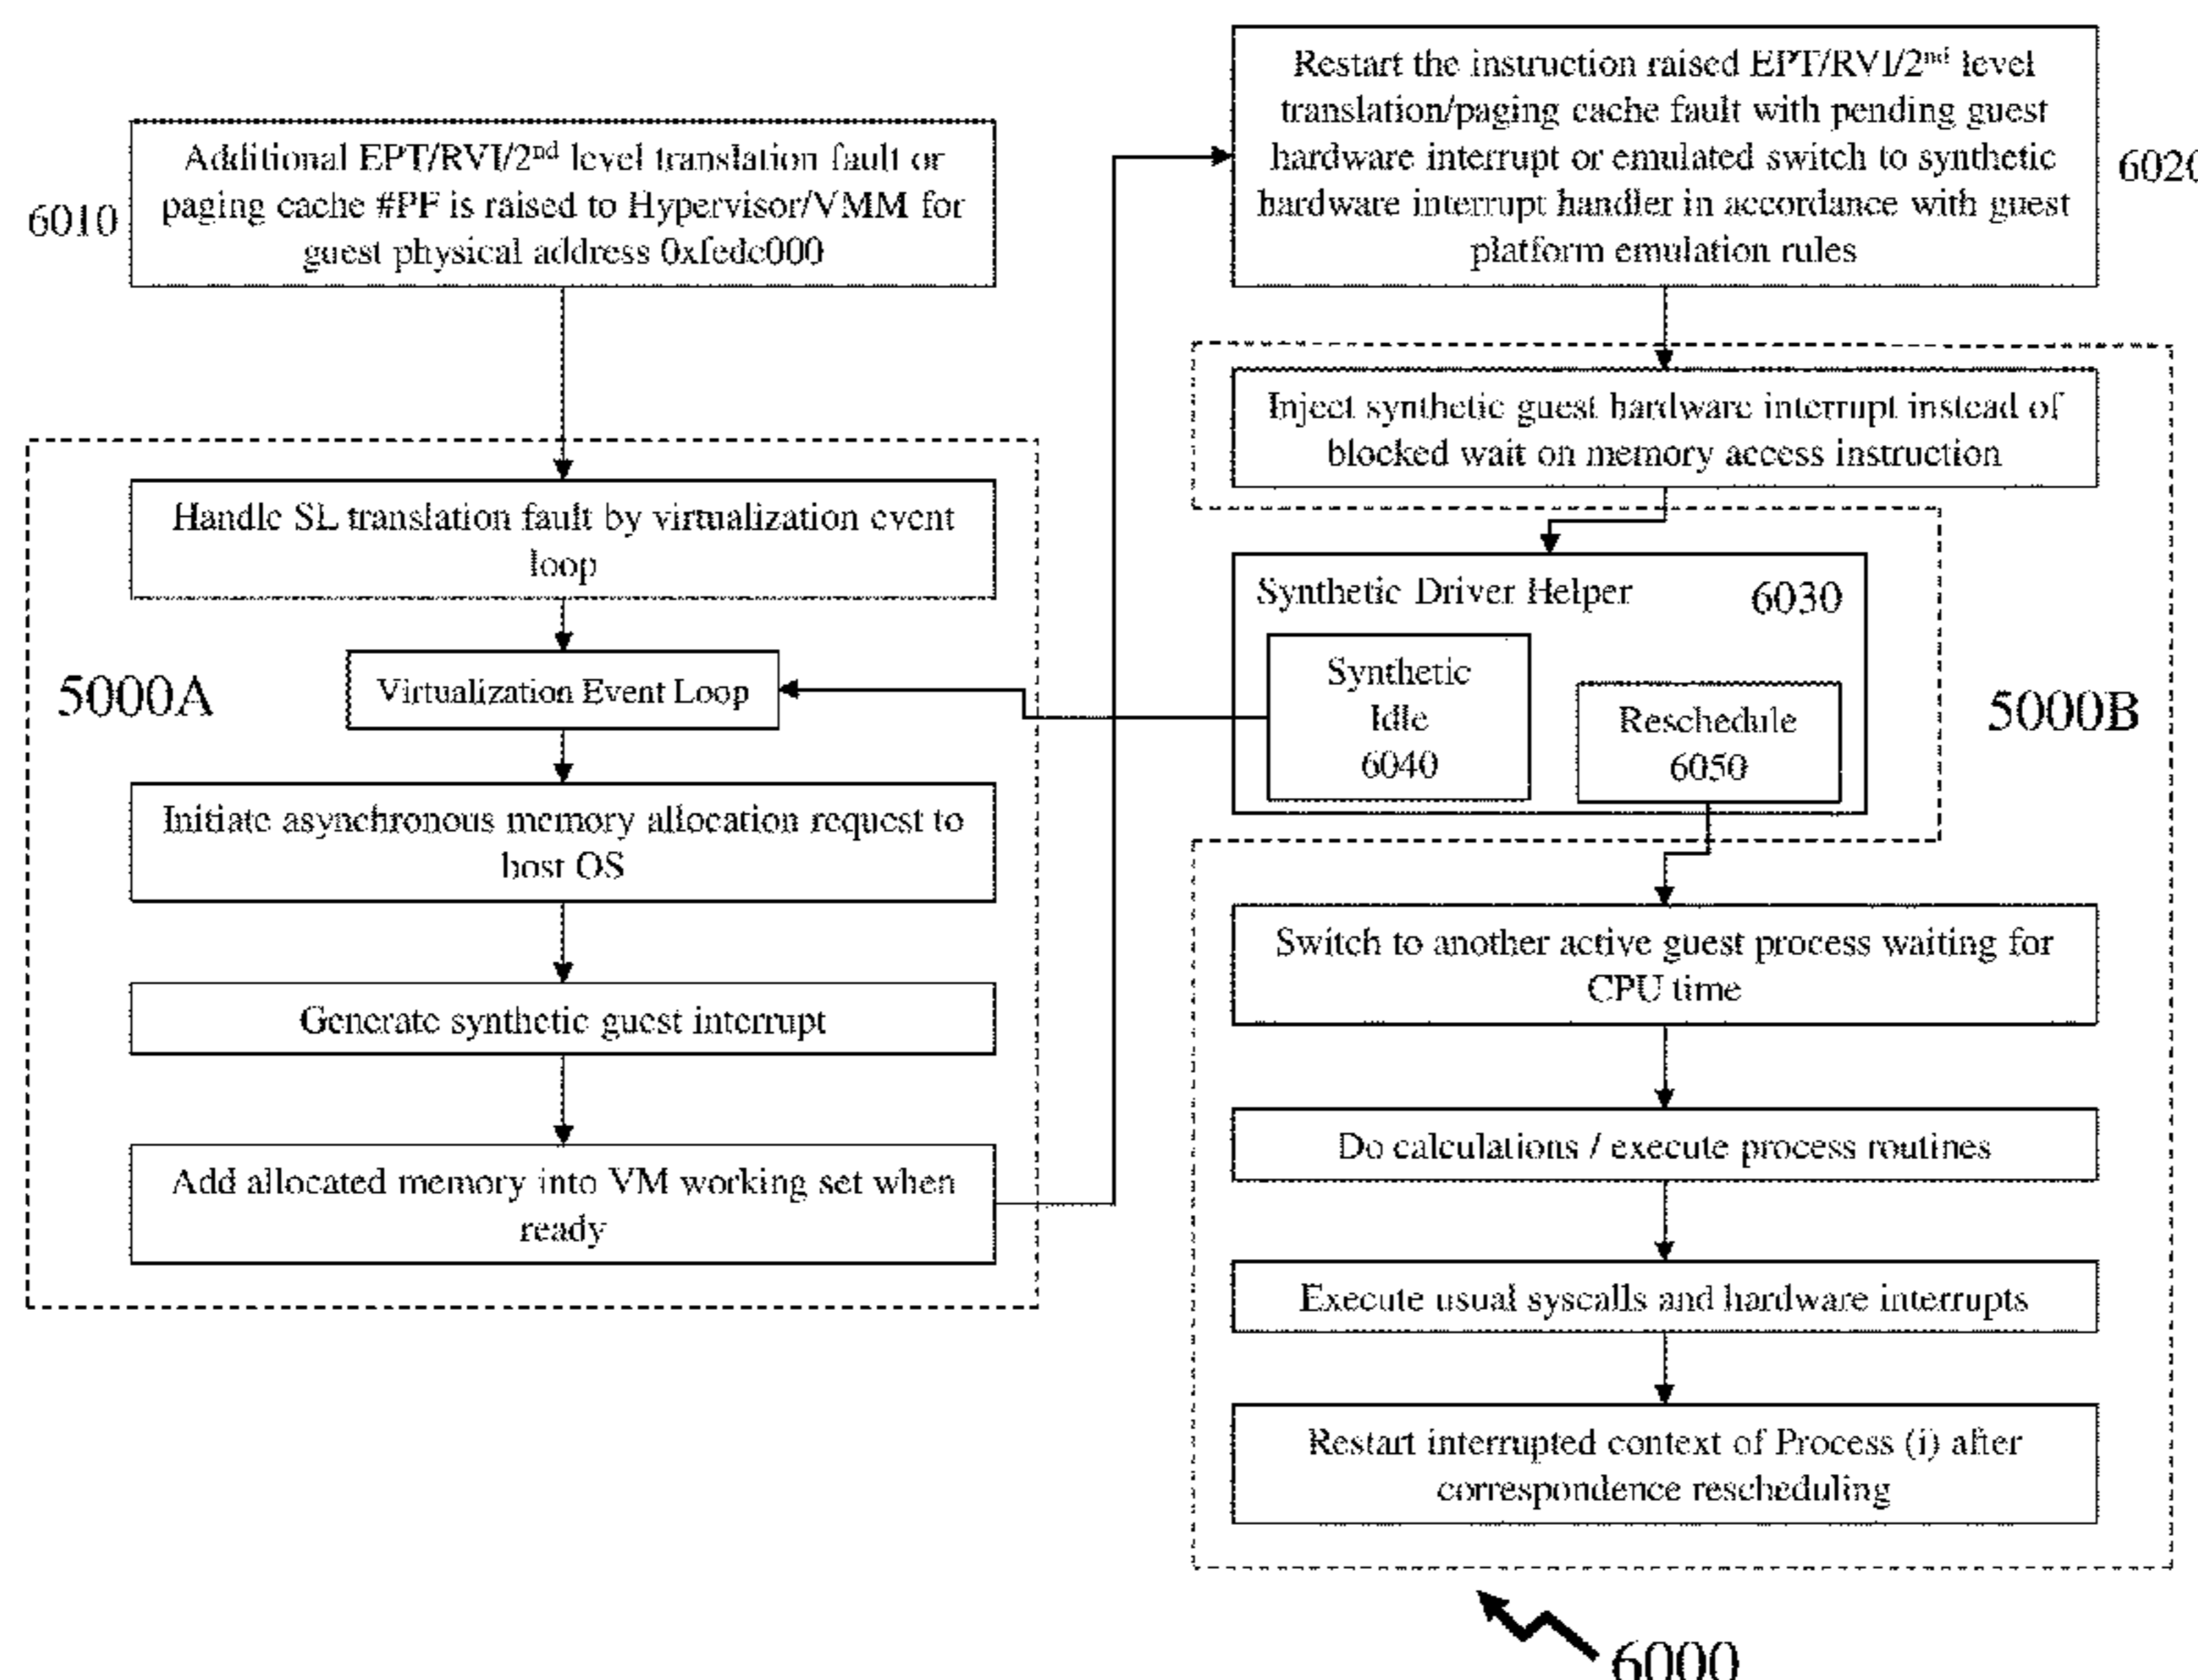 Additional EPT/RVI/2nd level translation fault or
paging cache #PF is raised to Hypervisor/VMM for
guest physical address 0xfedc000
6010
Handle SL translation fault by virtualization event
loop
Virtualization Event Loop
5000A
Initiate asynchronous memory allocation request to
host OS
Generate synthetic guest interrupt
Add allocated memory into VM working set when
ready
Restart the instruction raised EPT/RVI/2nd level
translation/paging cache fault with pending guest
hardware interrupt or emulated switch to synthetic
hardware interrupt handler in accordance with guest
platform emulation rules
6020
Inject synthetic guest hardware interrupt instead of
blocked wait on memory access instruction
Synthetic Driver Helper
6030
Synthetic
Idle
6040
Reschedule
6050
5000B
Switch to another active guest process waiting for
CPU time
Do calculations / execute process routines
Execute usual syscalls and hardware interrupts
Restart interrupted context of Process (i) after
correspondence rescheduling
6000